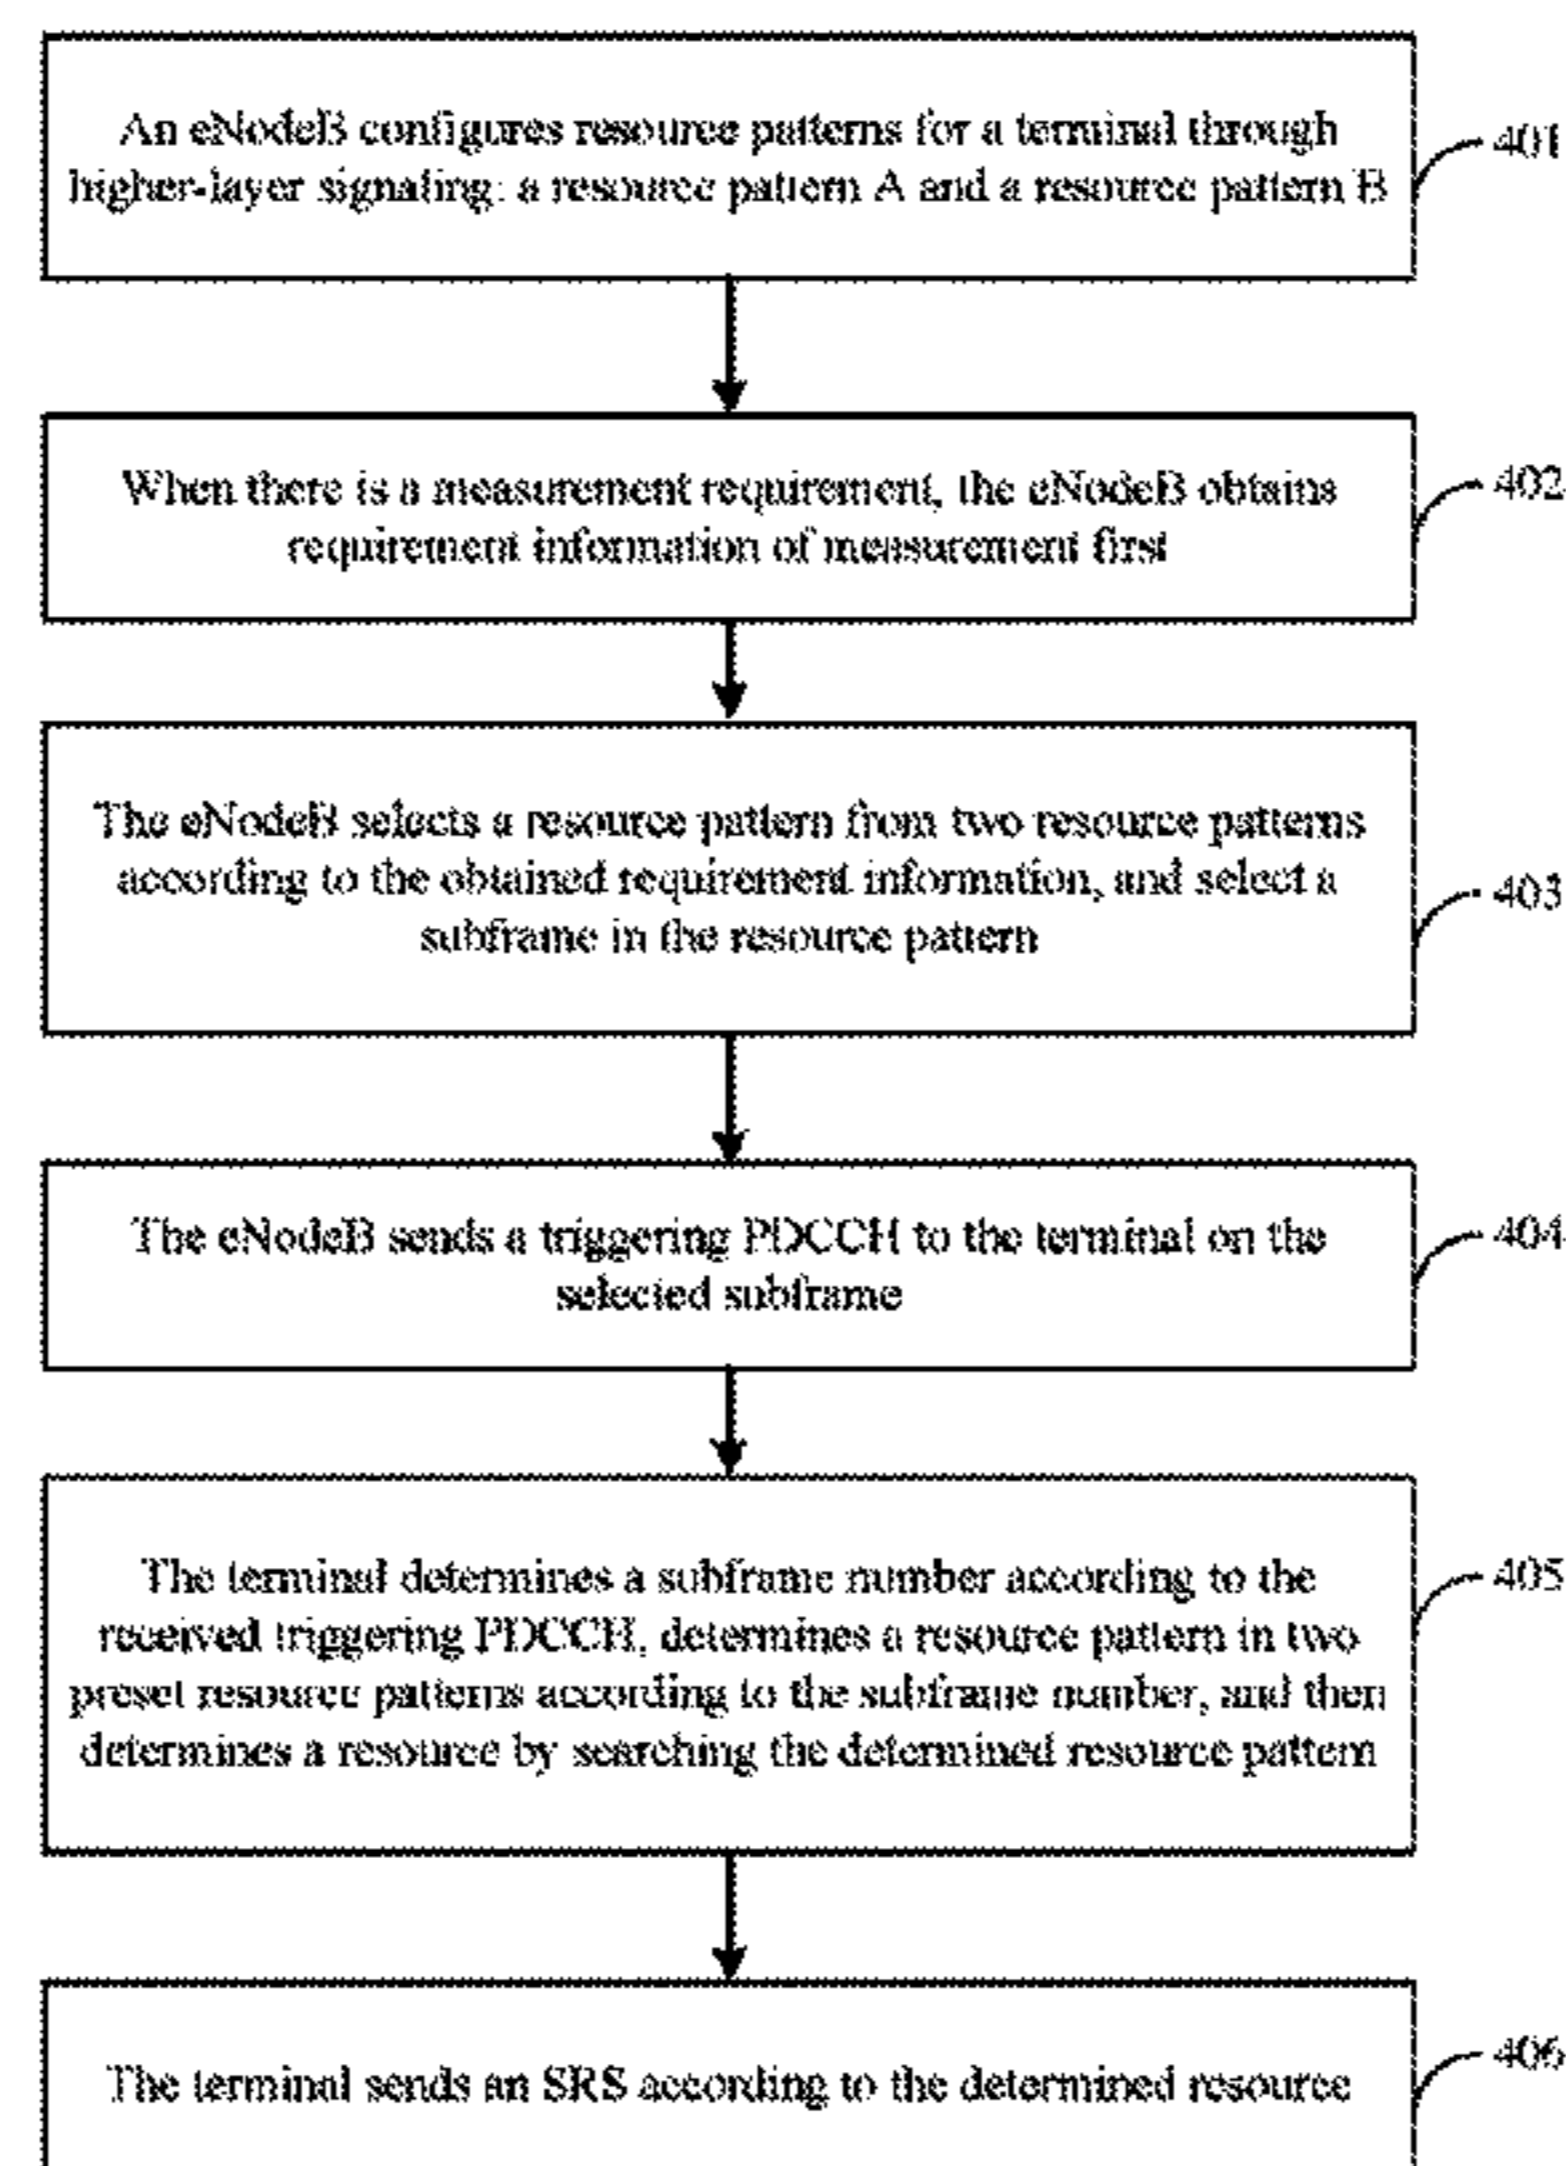 An eNodeB configures resource patterns for a terminal through
higher-layer signaling: a resource pattern A and a resource pattern B
401
When there is a measurement requirement, the eNodeB obtains
requirement information of measurement first
402
The eNodeB selects a resource pattern from two resource patterns
according to the obtained requirement information, and select a
subframe in the resource pattern
403
The eNodeB sends a triggering PDCCH to the terminal on the
selected subframe
404
The terminal determines a subframe number according to the
received triggering PDCCH, determines a resource pattern in two
preset resource patterns according to the subframe number, and then
determines a resource by searching the determined resource pattern
405
The terminal sends an SRS according to the determined resource
406